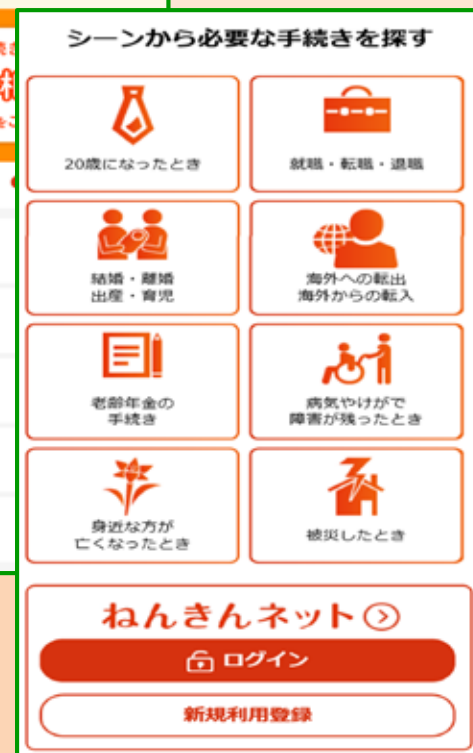 シーンから必要な手続きを探す
20歳になったとき
就職・転職・退職
結婚・離婚
出産・育児
海外への転出
海外からの転入
老齢年金の
手続き
病気やけがで
障害が残ったとき
身近な方が
亡くなったとき
被災したとき
ねんきんネット
ログイン
新規利用登録